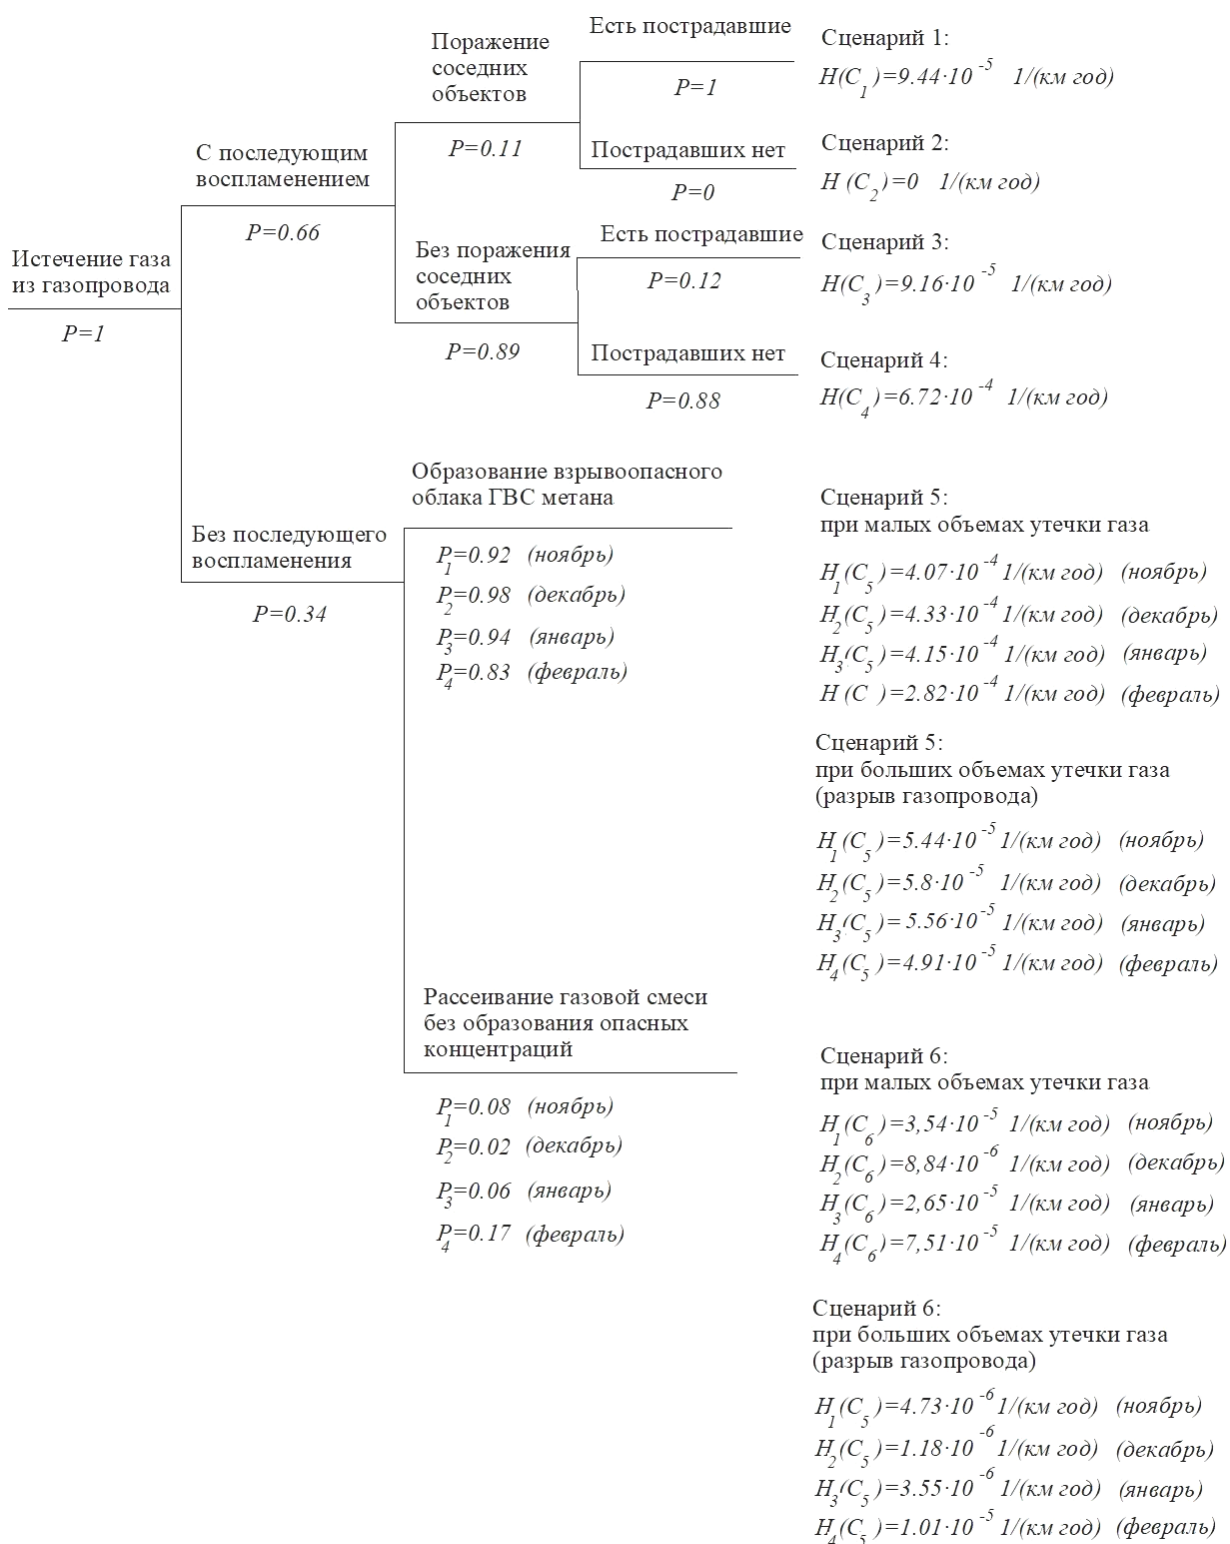 Истечение газа
из газопровода
P=1
С последующим
воспламенением
P=0.66
Поражение
соседних
объектов
P=0.11
Есть пострадавшие
P=1
Сценарий 1:
H(C1)=9.44·10-5 1/(км год)
Пострадавших нет
P=0
Сценарий 2:
H (C2)=0 1/(км год)
Без поражения
соседних
объектов
P=0.89
Есть пострадавшие
P=0.12
Сценарий 3:
H(C3)=9.16·10-5 1/(км год)
Пострадавших нет
P=0.88
Сценарий 4:
H(C4)=6.72·10-4 1/(км год)
Без последующего
воспламенения
P=0.34
Образование взрывоопасного
облака ГВС метана
P1=0.92 (ноябрь)
P2=0.98 (декабрь)
P3=0.94 (январь)
P4=0.83 (февраль)
Сценарий 5:
при малых объемах утечки газа
H1(C5)=4.07·10-4 1/(км год) (ноябрь)
H2(C5)=4.33·10-4 1/(км год) (декабрь)
H3(C5)=4.15·10-4 1/(км год) (январь)
H (C )=2.82·10-4 1/(км год) (февраль)
Сценарий 5:
при больших объемах утечки газа
(разрыв газопровода)
H1(C5)=5.44·10-5 1/(км год) (ноябрь)
H2(C5)=5.8·10-5 1/(км год) (декабрь)
H3(C5)=5.56·10-5 1/(км год) (январь)
H4(C5)=4.91·10-5 1/(км год) (февраль)
Рассеивание газовой смеси
без образования опасных
концентраций
P1=0.08 (ноябрь)
P2=0.02 (декабрь)
P3=0.06 (январь)
P4=0.17 (февраль)
Сценарий 6:
при малых объемах утечки газа
H1(C6)=3,54·10-5 1/(км год) (ноябрь)
H2(C6)=8,84·10-6 1/(км год) (декабрь)
H3(C6)=2,65·10-5 1/(км год) (январь)
H4(C6)=7,51·10-5 1/(км год) (февраль)
Сценарий 6:
при больших объемах утечки газа
(разрыв газопровода)
H1(C5)=4.73·10-6 1/(км год) (ноябрь)
H2(C5)=1.18·10-6 1/(км год) (декабрь)
H3(C5)=3.55·10-6 1/(км год) (январь)
H4(C5)=1.01·10-5 1/(км год) (февраль)